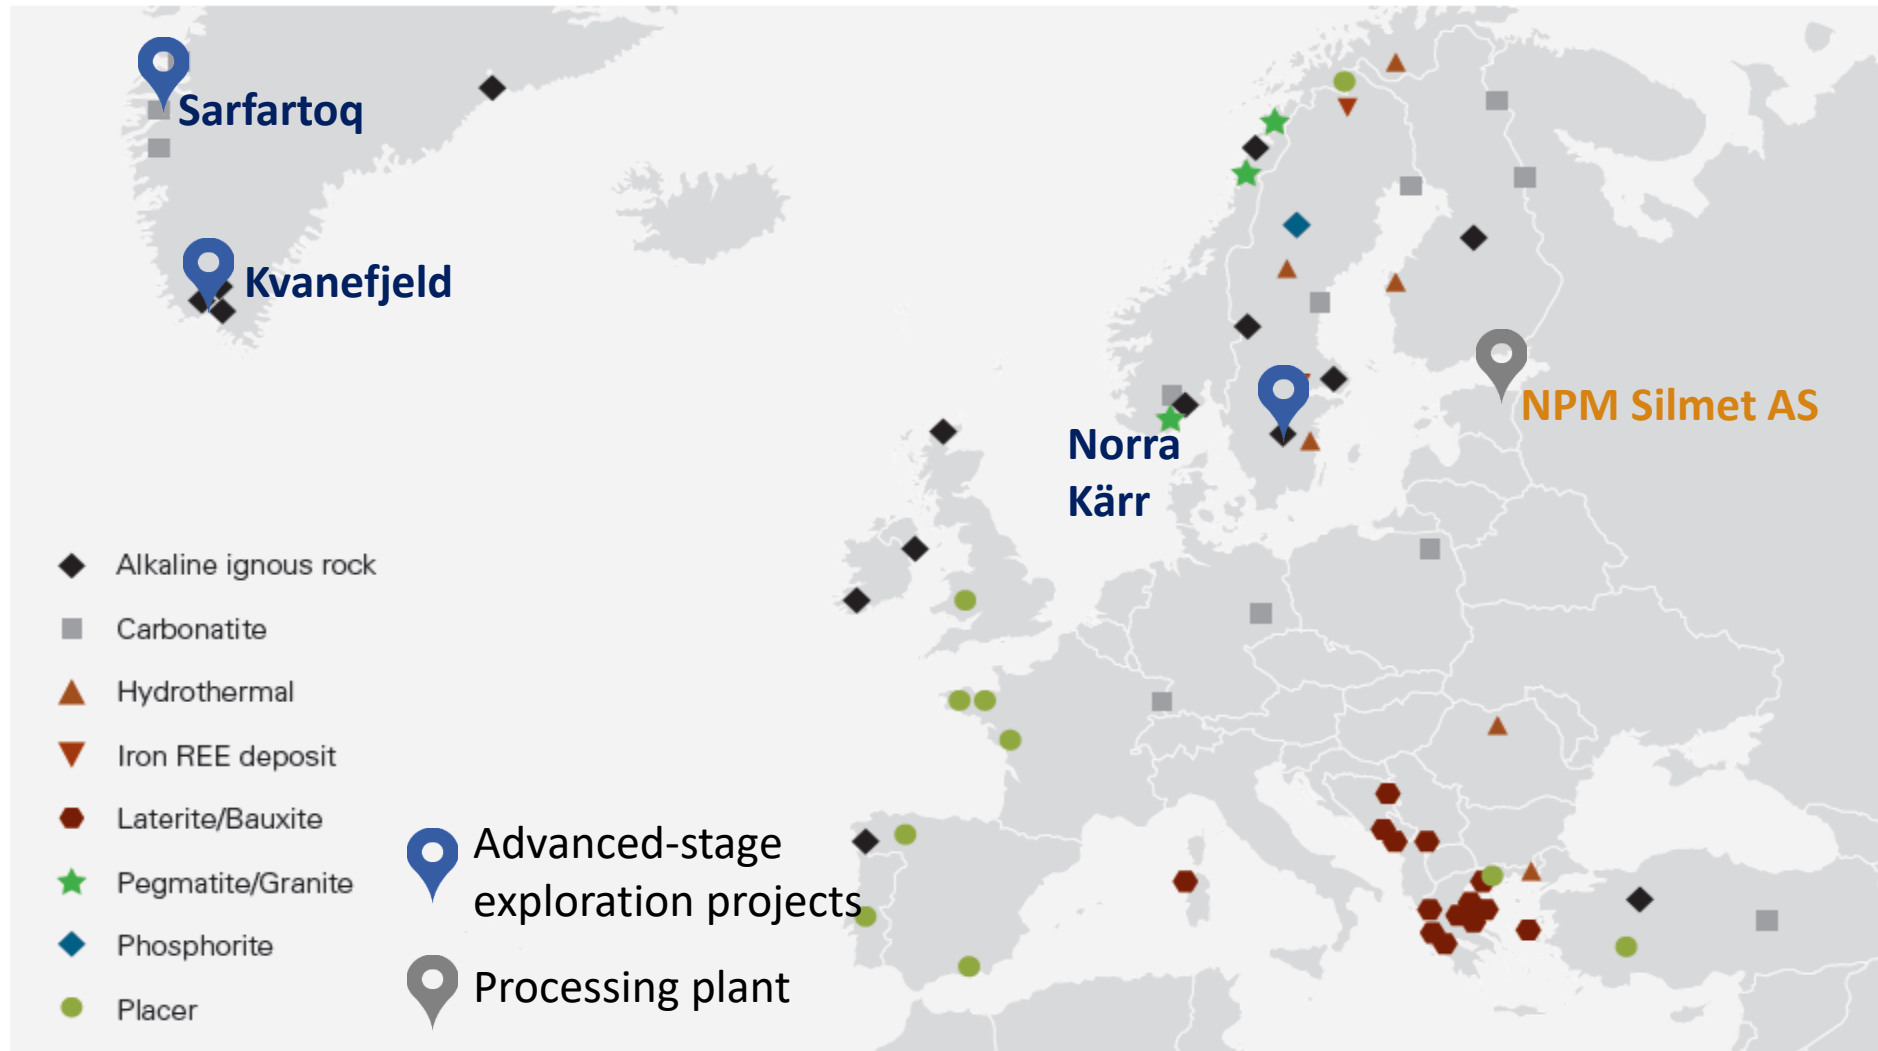 Sarfartoq
Kvanefjeld
NPM Silmet AS
Norra
Kärr
Alkaline ignous rock
Carbonatite
Hydrothermal
Iron REE deposit
Laterite/Bauxite
Pegmatite/Granite
Phosphorite
Placer
Advanced-stage
exploration projects
Processing plant